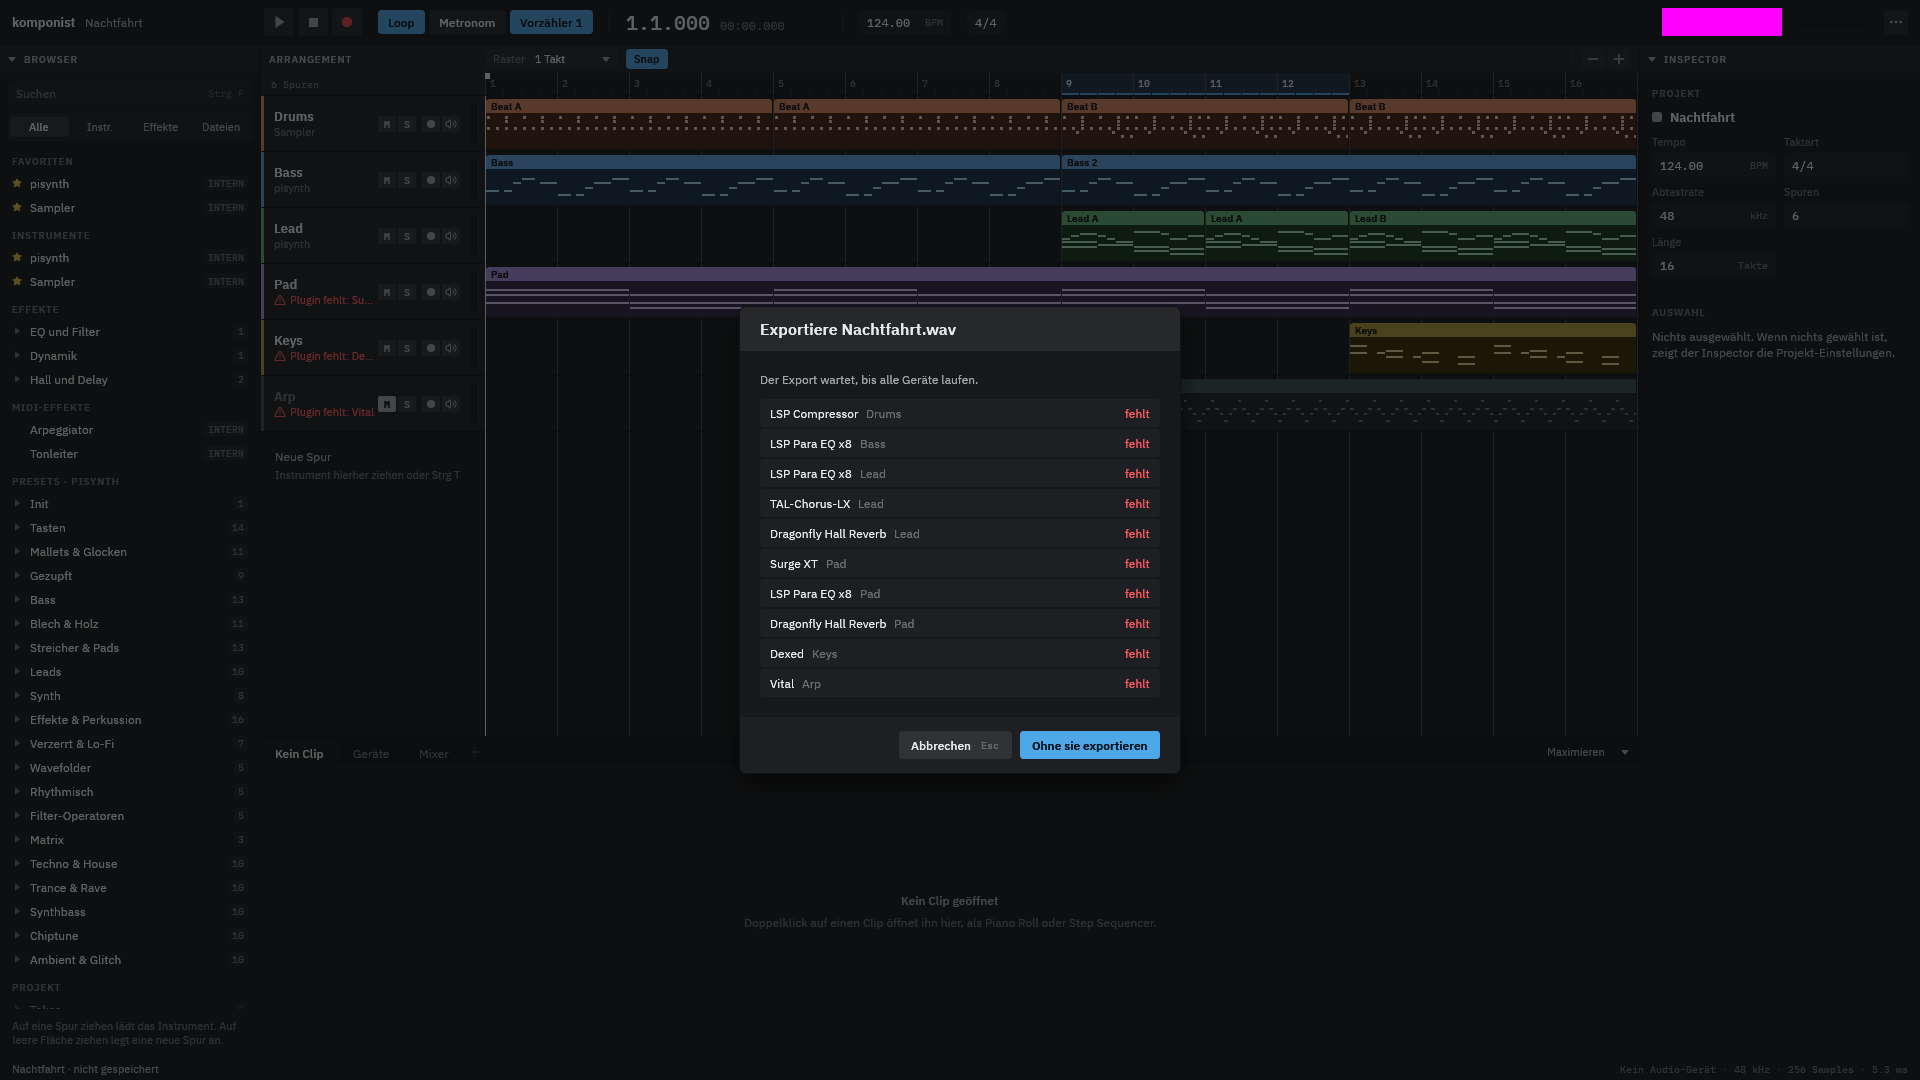 komponist Nachtfahrt
Loop Metronom Vorzähler 1
1.1.000 00:00.000
124.00 BPM 4/4
BROWSER
Suchen Strg F
Alle Instr. Effekte Dateien
FAVORITEN
pisynth INTERN
Sampler INTERN
INSTRUMENTE
pisynth INTERN
Sampler INTERN
EFFEKTE
EQ und Filter 1
Dynamik 1
Hall und Delay 2
MIDI-EFFEKTE
Arpeggiator INTERN
Tonleiter INTERN
PRESETS · PISYNTH
Init 1
Tasten 14
Mallets & Glocken 11
Gezupft 9
Bass 13
Blech & Holz 11
Streicher & Pads 13
Leads 10
Synth 8
Effekte & Perkussion 16
Verzerrt & Lo-Fi 7
Wavefolder 5
Rhythmisch 5
Filter-Operatoren 5
Matrix 3
Techno & House 10
Trance & Rave 10
Synthbass 10
Chiptune 10
Ambient & Glitch 10
PROJEKT
Auf eine Spur ziehen lädt das Instrument. Auf
leere Fläche ziehen legt eine neue Spur an.
Nachtfahrt · nicht gespeichert
ARRANGEMENT
Raster 1 Takt Snap
6 Spuren
1 2 3 4 5 6 7 8 9 10 11 12 13 14 15 16
Drums
Sampler
M S
Beat A Beat A Beat B Beat B
Bass
pisynth
M S
Bass Bass 2
Lead
pisynth
M S
Lead A Lead A Lead B
Pad
Plugin fehlt: Su...
M S
Pad
Keys
Plugin fehlt: De...
M S
Keys
Arp
Plugin fehlt: Vital
M S
Neue Spur
Instrument hierher ziehen oder Strg T
Exportiere Nachtfahrt.wav
Der Export wartet, bis alle Geräte laufen.
LSP Compressor Drums fehlt
LSP Para EQ x8 Bass fehlt
LSP Para EQ x8 Lead fehlt
TAL-Chorus-LX Lead fehlt
Dragonfly Hall Reverb Lead fehlt
Surge XT Pad fehlt
LSP Para EQ x8 Pad fehlt
Dragonfly Hall Reverb Pad fehlt
Dexed Keys fehlt
Vital Arp fehlt
Abbrechen Esc Ohne sie exportieren
Kein Clip Geräte Mixer
Maximieren
Kein Clip geöffnet
Doppelklick auf einen Clip öffnet ihn hier, als Piano Roll oder Step Sequencer.
INSPECTOR
PROJEKT
Nachtfahrt
Tempo Taktart
124.00 BPM 4/4
Abtastrate Spuren
48 kHz 6
Länge
16 Takte
AUSWAHL
Nichts ausgewählt. Wenn nichts gewählt ist,
zeigt der Inspector die Projekt-Einstellungen.
Kein Audio-Gerät · 48 kHz · 256 Samples · 5.3 ms